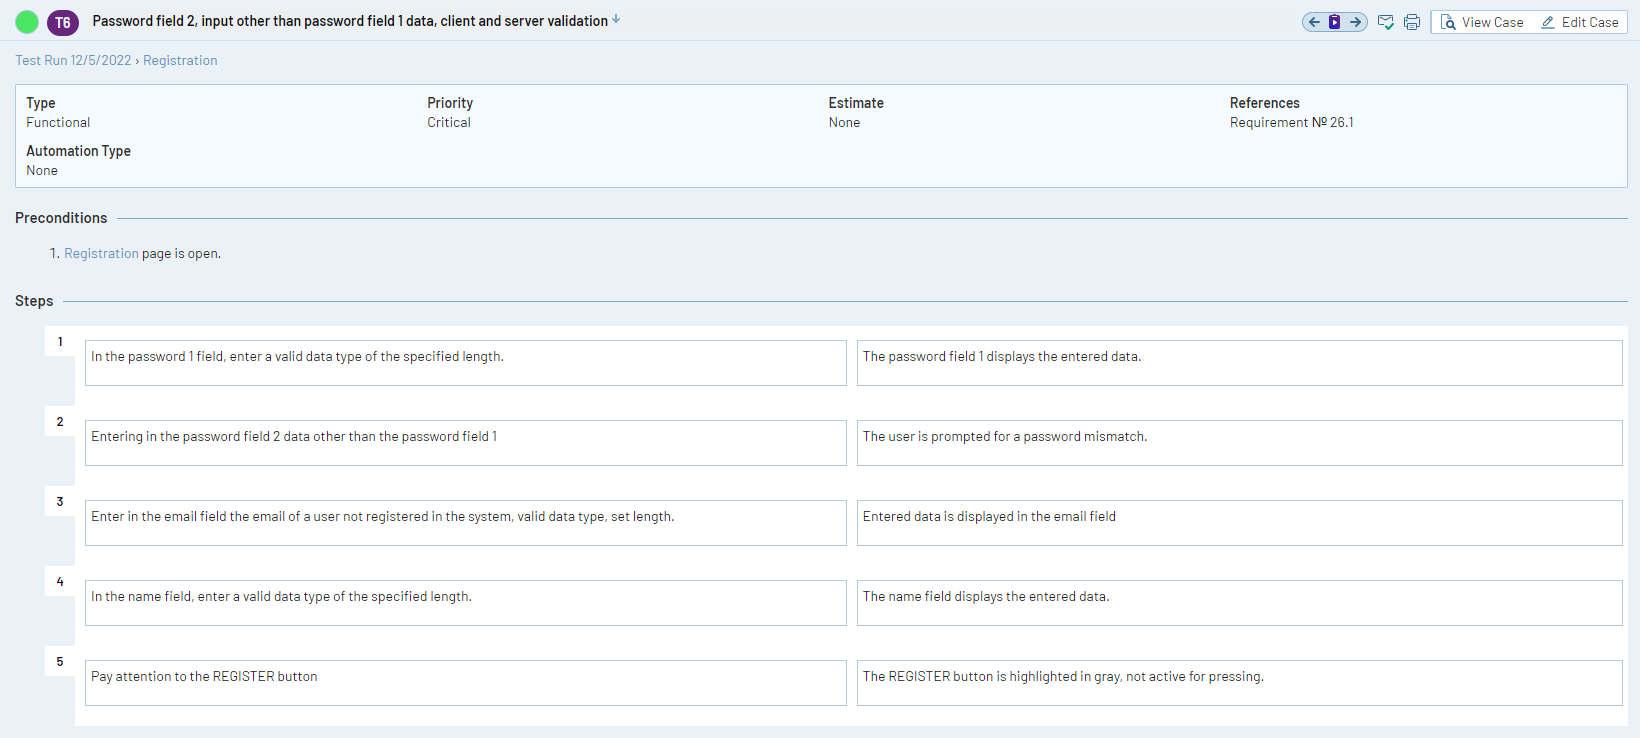 T6 Password field 2, input other than password field 1 data, client and server validation
View Case Edit Case
Test Run 12/5/2022 › Registration
Type Priority Estimate References
Functional Critical None Requirement № 26.1
Automation Type
None
Preconditions
1. Registration page is open.
Steps
1
In the password 1 field, enter a valid data type of the specified length. The password field 1 displays the entered data.
2
Entering in the password field 2 data other than the password field 1 The user is prompted for a password mismatch.
3
Enter in the email field the email of a user not registered in the system, valid data type, set length. Entered data is displayed in the email field
4
In the name field, enter a valid data type of the specified length. The name field displays the entered data.
5
Pay attention to the REGISTER button The REGISTER button is highlighted in gray, not active for pressing.